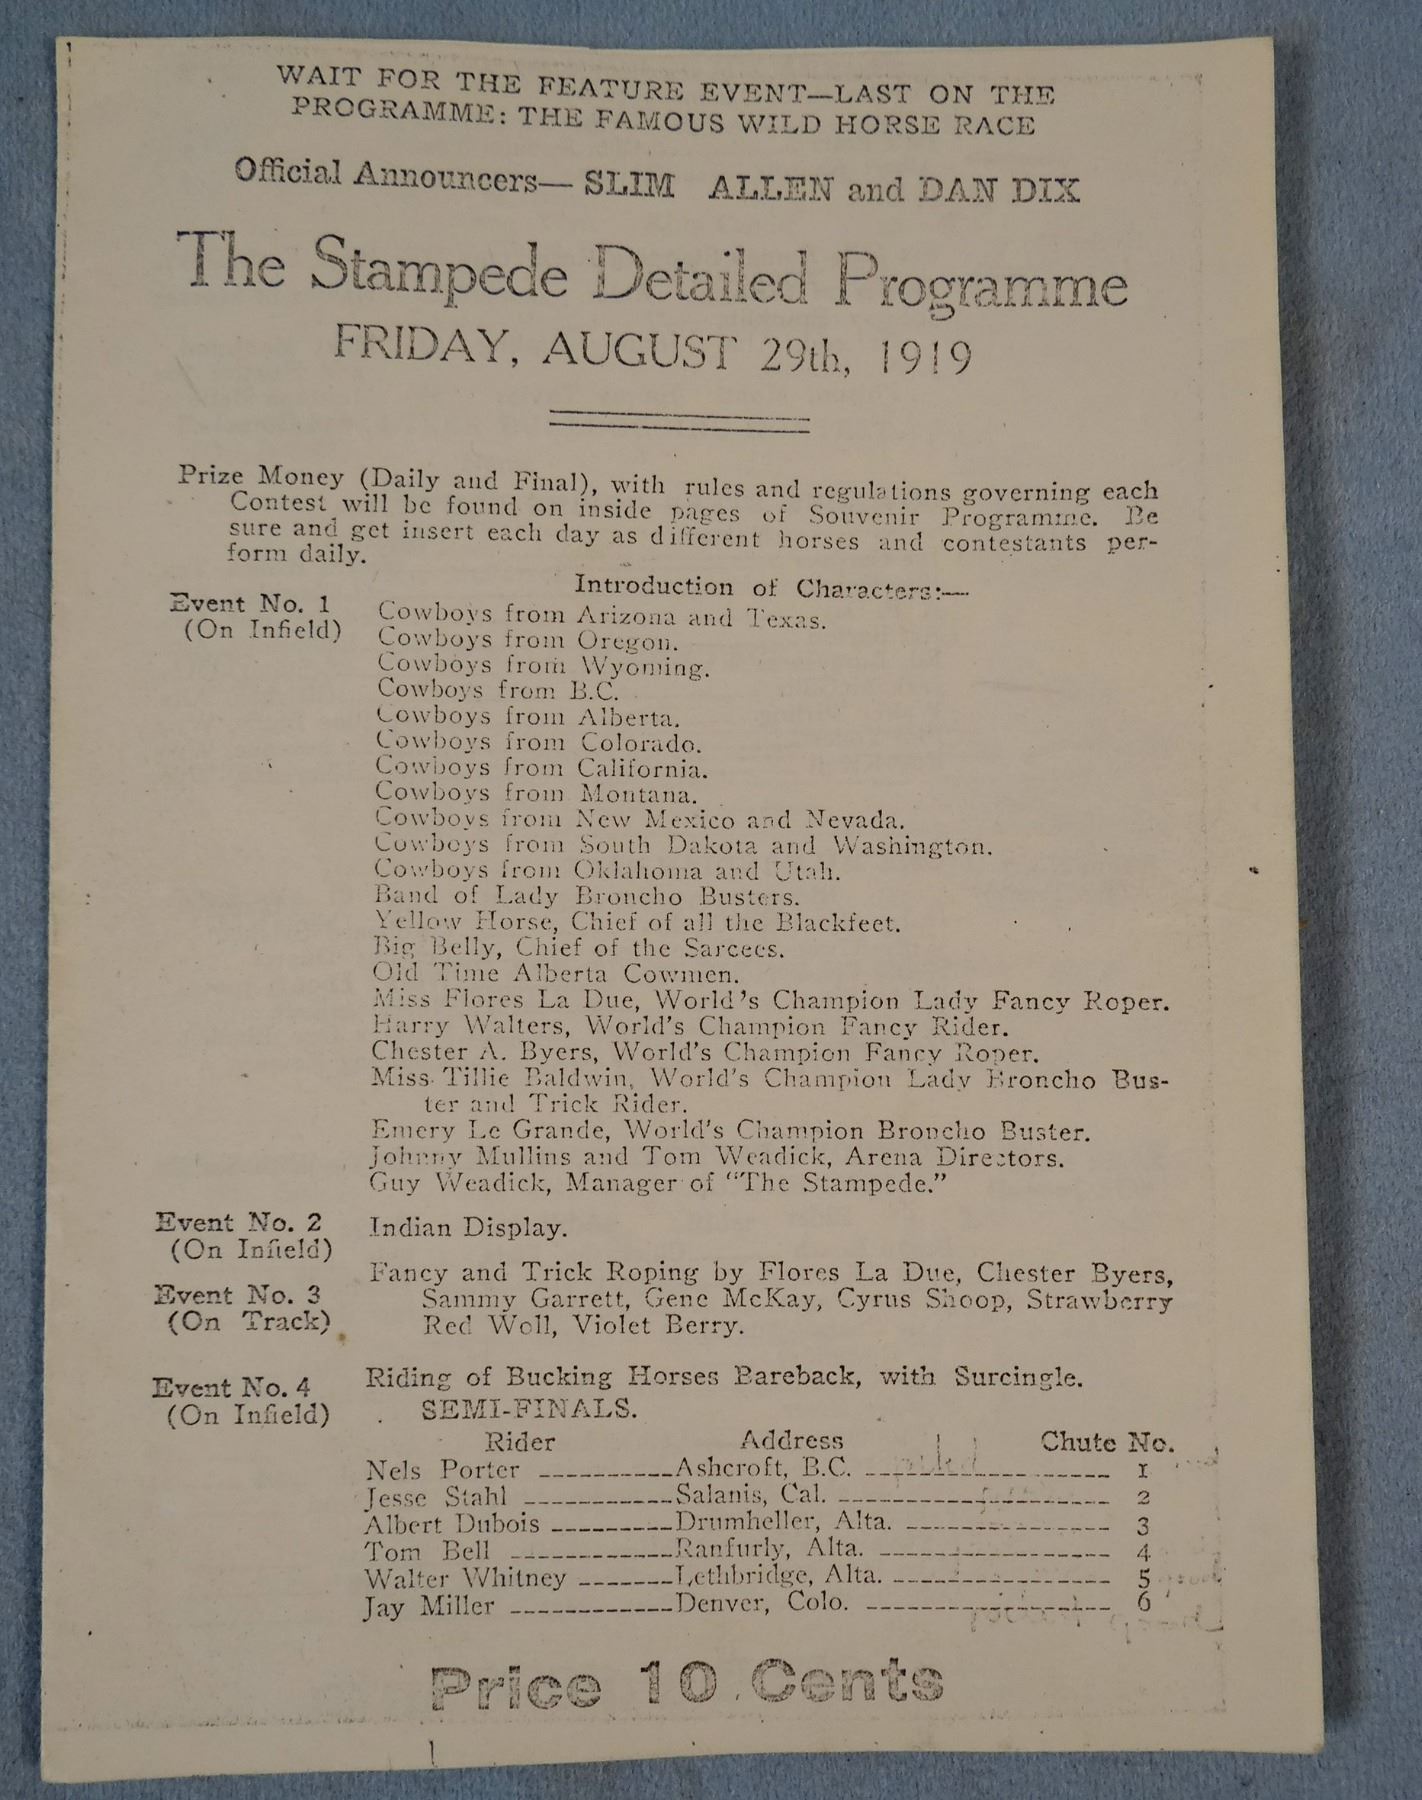 WAIT FOR THE FEATURE EVENT—LAST ON THE
PROGRAMME: THE FAMOUS WILD HORSE RACE
Official Announcers— SLIM ALLEN and DAN DIX
The Stampede Detailed Programme
FRIDAY, AUGUST 29th, 1919
Prize Money (Daily and Final), with rules and regulations governing each
Contest will be found on inside pages of Souvenir Programme. Be
sure and get insert each day as different horses and contestants per-
form daily.
Introduction of Characters:—
Event No. 1
(On Infield)
Cowboys from Arizona and Texas.
Cowboys from Oregon.
Cowboys from Wyoming.
Cowboys from B.C.
Cowboys from Alberta.
Cowboys from Colorado.
Cowboys from California.
Cowboys from Montana.
Cowboys from New Mexico and Nevada.
Cowboys from South Dakota and Washington.
Cowboys from Oklahoma and Utah.
Band of Lady Broncho Busters.
Yellow Horse, Chief of all the Blackfeet.
Big Belly, Chief of the Sarcees.
Old Time Alberta Cowmen.
Miss Flores La Due, World's Champion Lady Fancy Roper.
Harry Walters, World's Champion Fancy Rider.
Chester A. Byers, World's Champion Fancy Roper.
Miss Tillie Baldwin, World's Champion Lady Broncho Bus-
ter and Trick Rider.
Emery Le Grande, World's Champion Broncho Buster.
Johnny Mullins and Tom Weadick, Arena Directors.
Guy Weadick, Manager of "The Stampede."
Event No. 2
(On Infield)
Indian Display.
Event No. 3
(On Track)
Fancy and Trick Roping by Flores La Due, Chester Byers,
Sammy Garrett, Gene McKay, Cyrus Shoop, Strawberry
Red Woll, Violet Berry.
Event No. 4
(On Infield)
Riding of Bucking Horses Bareback, with Surcingle.
SEMI-FINALS.
Rider Address Chute No.
Nels Porter ----------Ashcroft, B.C. ---------------- 1
Jesse Stahl -----------Salanis, Cal. ------------------ 2
Albert Dubois ---------Drumheller, Alta. -------------- 3
Tom Bell ------------Ranfurly, Alta. ---------------- 4
Walter Whitney -------Lethbridge, Alta. --------------- 5
Jay Miller ------------Denver, Colo. ----------------- 6
Price 10 Cents